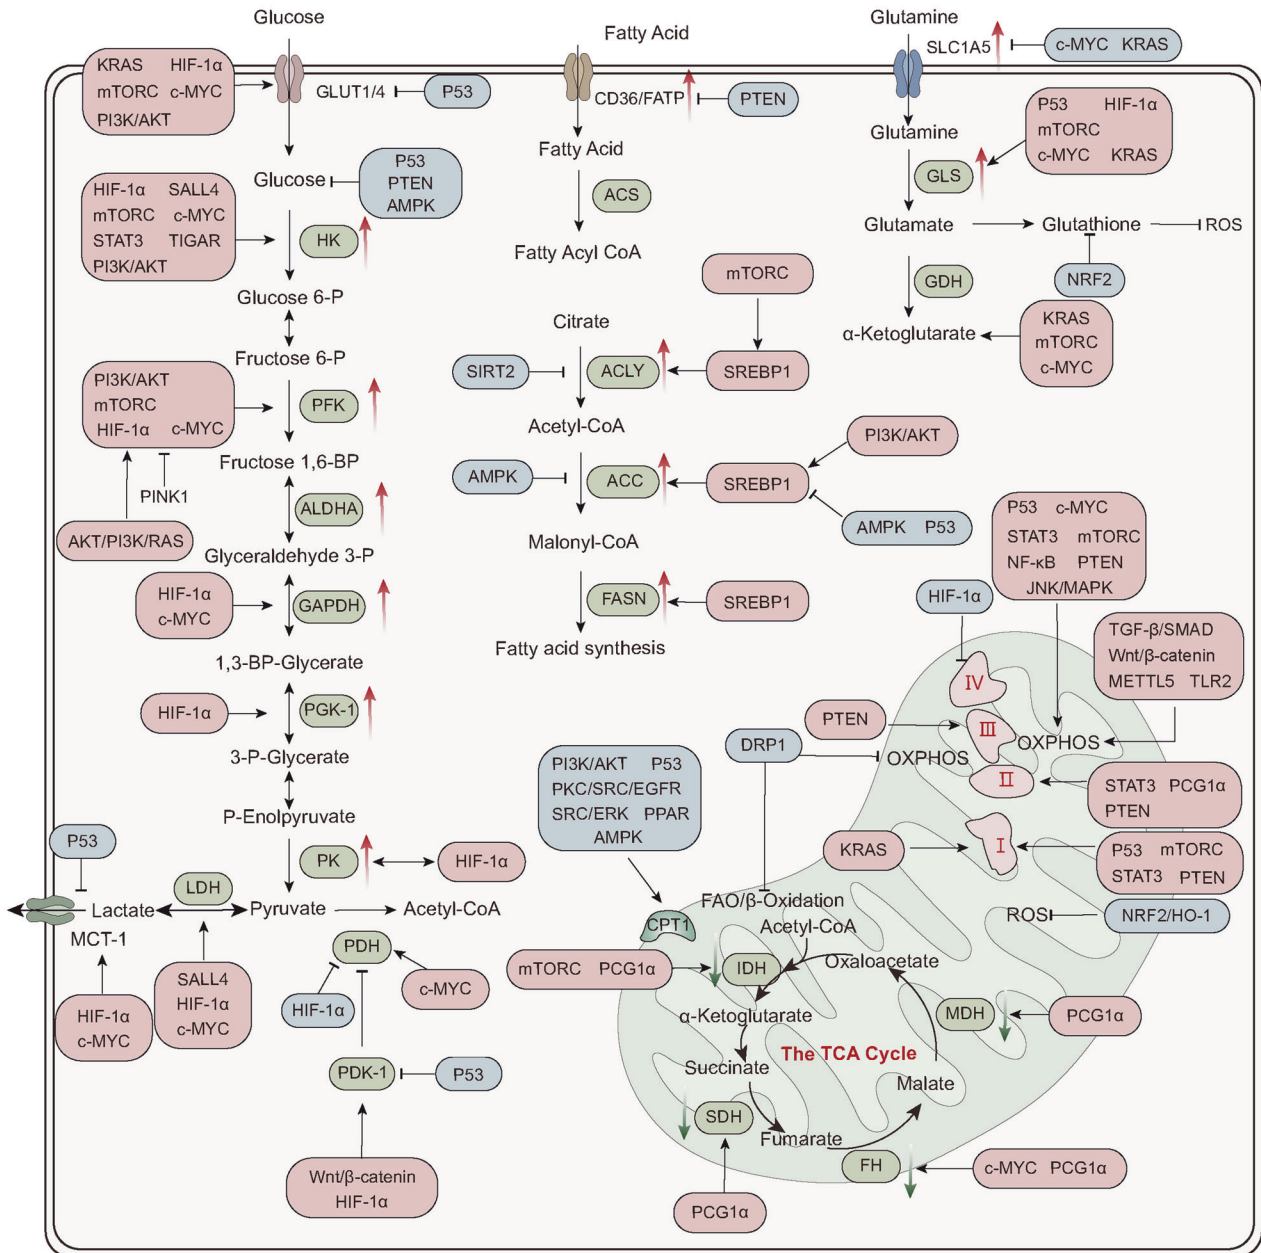 Glucose
Fatty Acid
Glutamine
SLC1A5
c-MYC KRAS
KRAS HIF-1α
mTORC c-MYC
PI3K/AKT
GLUT1/4
P53
CD36/FATP
PTEN
Glutamine
P53 HIF-1α
mTORC
c-MYC KRAS
GLS
Glucose
P53
PTEN
AMPK
Fatty Acid
ACS
Fatty Acyl CoA
HIF-1α SALL4
mTORC c-MYC
STAT3 TIGAR
PI3K/AKT
HK
Glutamate
Glutathione
ROS
NRF2
GDH
α-Ketoglutarate
KRAS
mTORC
c-MYC
Glucose 6-P
Fructose 6-P
PI3K/AKT
mTORC
HIF-1α c-MYC
PFK
Fructose 1,6-BP
PINK1
AKT/PI3K/RAS
ALDHA
Glyceraldehyde 3-P
HIF-1α
c-MYC
GAPDH
1,3-BP-Glycerate
HIF-1α
PGK-1
3-P-Glycerate
P-Enolpyruvate
PK
HIF-1α
P53
LDH
Lactate
Pyruvate
Acetyl-CoA
MCT-1
HIF-1α
c-MYC
SALL4
HIF-1α
c-MYC
PDH
HIF-1α
c-MYC
PDK-1
P53
Wnt/β-catenin
HIF-1α
mTORC
Citrate
SIRT2
ACLY
SREBP1
Acetyl-CoA
AMPK
ACC
SREBP1
PI3K/AKT
AMPK P53
Malonyl-CoA
FASN
SREBP1
Fatty acid synthesis
P53 c-MYC
STAT3 mTORC
NF-κB PTEN
JNK/MAPK
HIF-1α
TGF-β/SMAD
Wnt/β-catenin
METTL5 TLR2
IV
PTEN
III
OXPHOS
DRP1
OXPHOS
II
STAT3 PCG1α
PTEN
PI3K/AKT P53
PKC/SRC/EGFR
SRC/ERK PPAR
AMPK
KRAS
I
P53 mTORC
STAT3 PTEN
FAO/β-Oxidation
ROS
NRF2/HO-1
CPT1
Acetyl-CoA
mTORC PCG1α
IDH
Oxaloacetate
α-Ketoglutarate
MDH
PCG1α
The TCA Cycle
Succinate
Malate
SDH
Fumarate
FH
c-MYC PCG1α
PCG1α